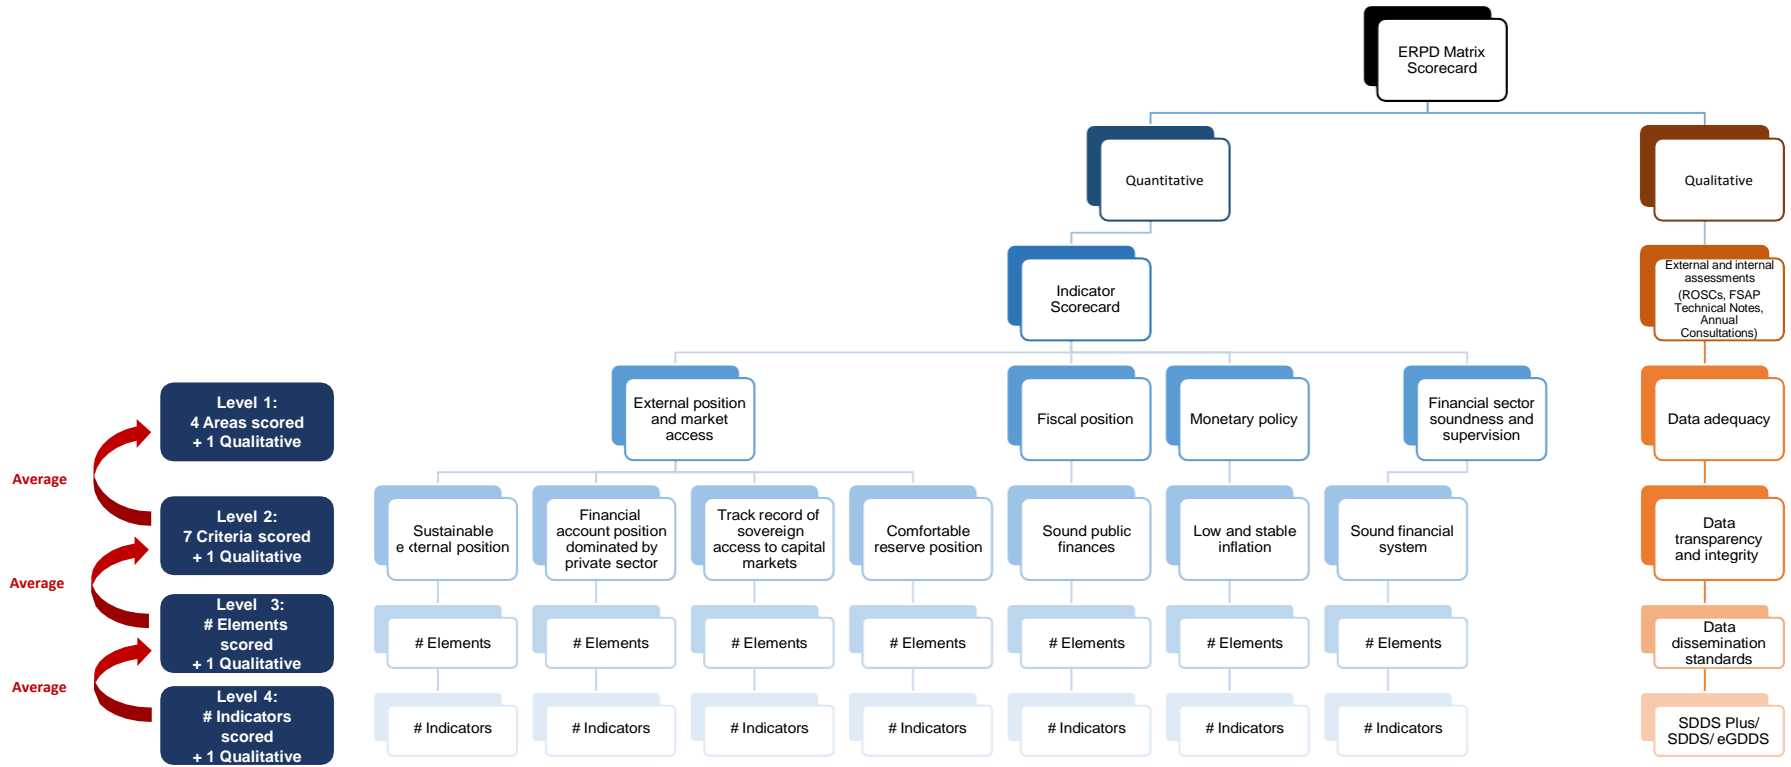 ERPD Matrix
Scorecard
Quantitative
Qualitative
Indicator
Scorecard
External and internal
assessments
(ROSCs, FSAP
Technical Notes,
Annual
Consultations)
Level 1:
4 Areas scored
+ 1 Qualitative
External position
and market
access
Fiscal position
Monetary policy
Financial sector
soundness and
supervision
Data adequacy
Average
Level 2:
7 Criteria scored
+ 1 Qualitative
Sustainable
external position
Financial
account position
dominated by
private sector
Track record of
sovereign
access to capital
markets
Comfortable
reserve position
Sound public
finances
Low and stable
inflation
Sound financial
system
Data
transparency
and integrity
Average
Level 3:
# Elements
scored
+ 1 Qualitative
# Elements
# Elements
# Elements
# Elements
# Elements
# Elements
# Elements
Data
dissemination
standards
Average
Level 4:
# Indicators
scored
+ 1 Qualitative
# Indicators
# Indicators
# Indicators
# Indicators
# Indicators
# Indicators
# Indicators
SDDS Plus/
SDDS/ eGDDS